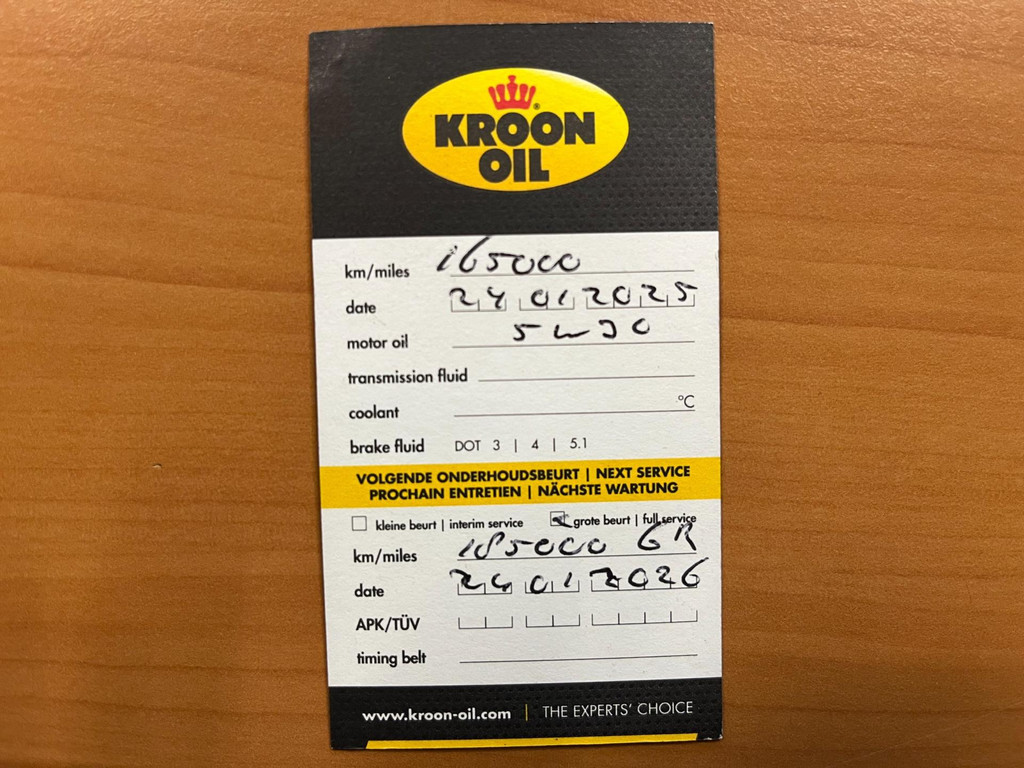 KROON
OIL
®
km/miles 165000
date 24 01 2025
motor oil 5w30
transmission fluid
coolant °C
brake fluid DOT 3 | 4 | 5.1
VOLGENDE ONDERHOUDSBEURT | NEXT SERVICE
PROCHAIN ENTRETIEN | NÄCHSTE WARTUNG
kleine beurt | interim service grote beurt | full service
km/miles 185000 GR
date 24 01 2026
APK/TÜV
timing belt
www.kroon-oil.com | THE EXPERTS' CHOICE